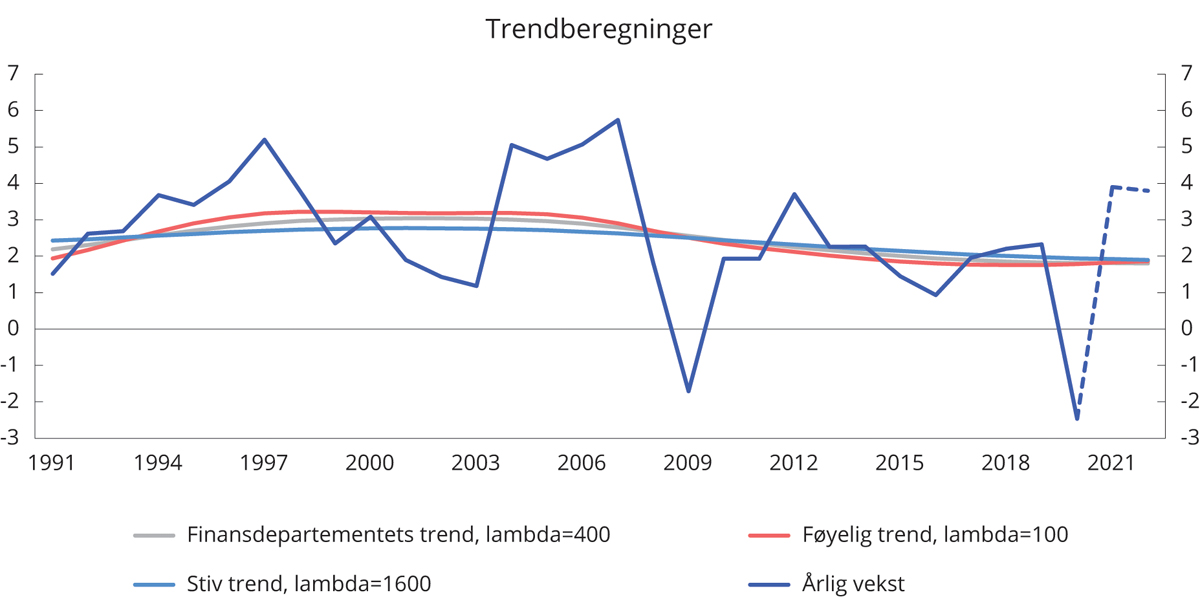 Trendberegninger
7 7
6 6
5 5
4 4
3 3
2 2
1 1
0 0
-1 -1
-2 -2
-3 -3
1991 1994 1997 2000 2003 2006 2009 2012 2015 2018 2021
Finansdepartementets trend, lambda=400 Føyelig trend, lambda=100
Stiv trend, lambda=1600 Årlig vekst